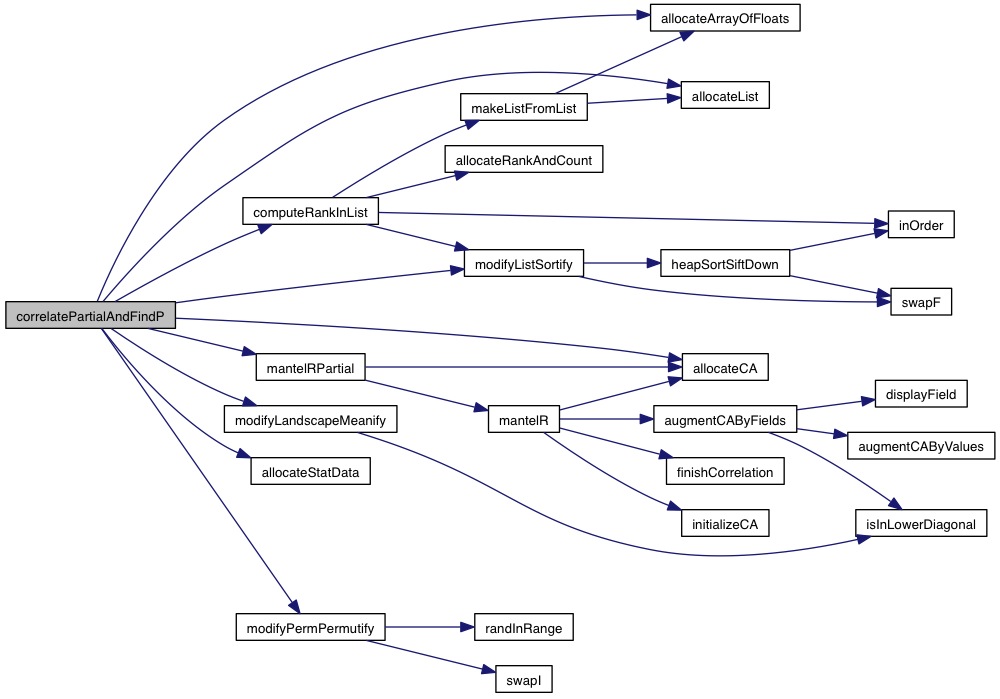 allocateArrayOfFloats
allocateList
makeListFromList
allocateRankAndCount
computeRankInList
inOrder
modifyListSortify
heapSortSiftDown
swapF
correlatePartialAndFindP
mantelRPartial
allocateCA
displayField
modifyLandscapeMeanify
mantelR
augmentCAByFields
augmentCAByValues
allocateStatData
finishCorrelation
initializeCA
isInLowerDiagonal
modifyPermPermutify
randInRange
swapI